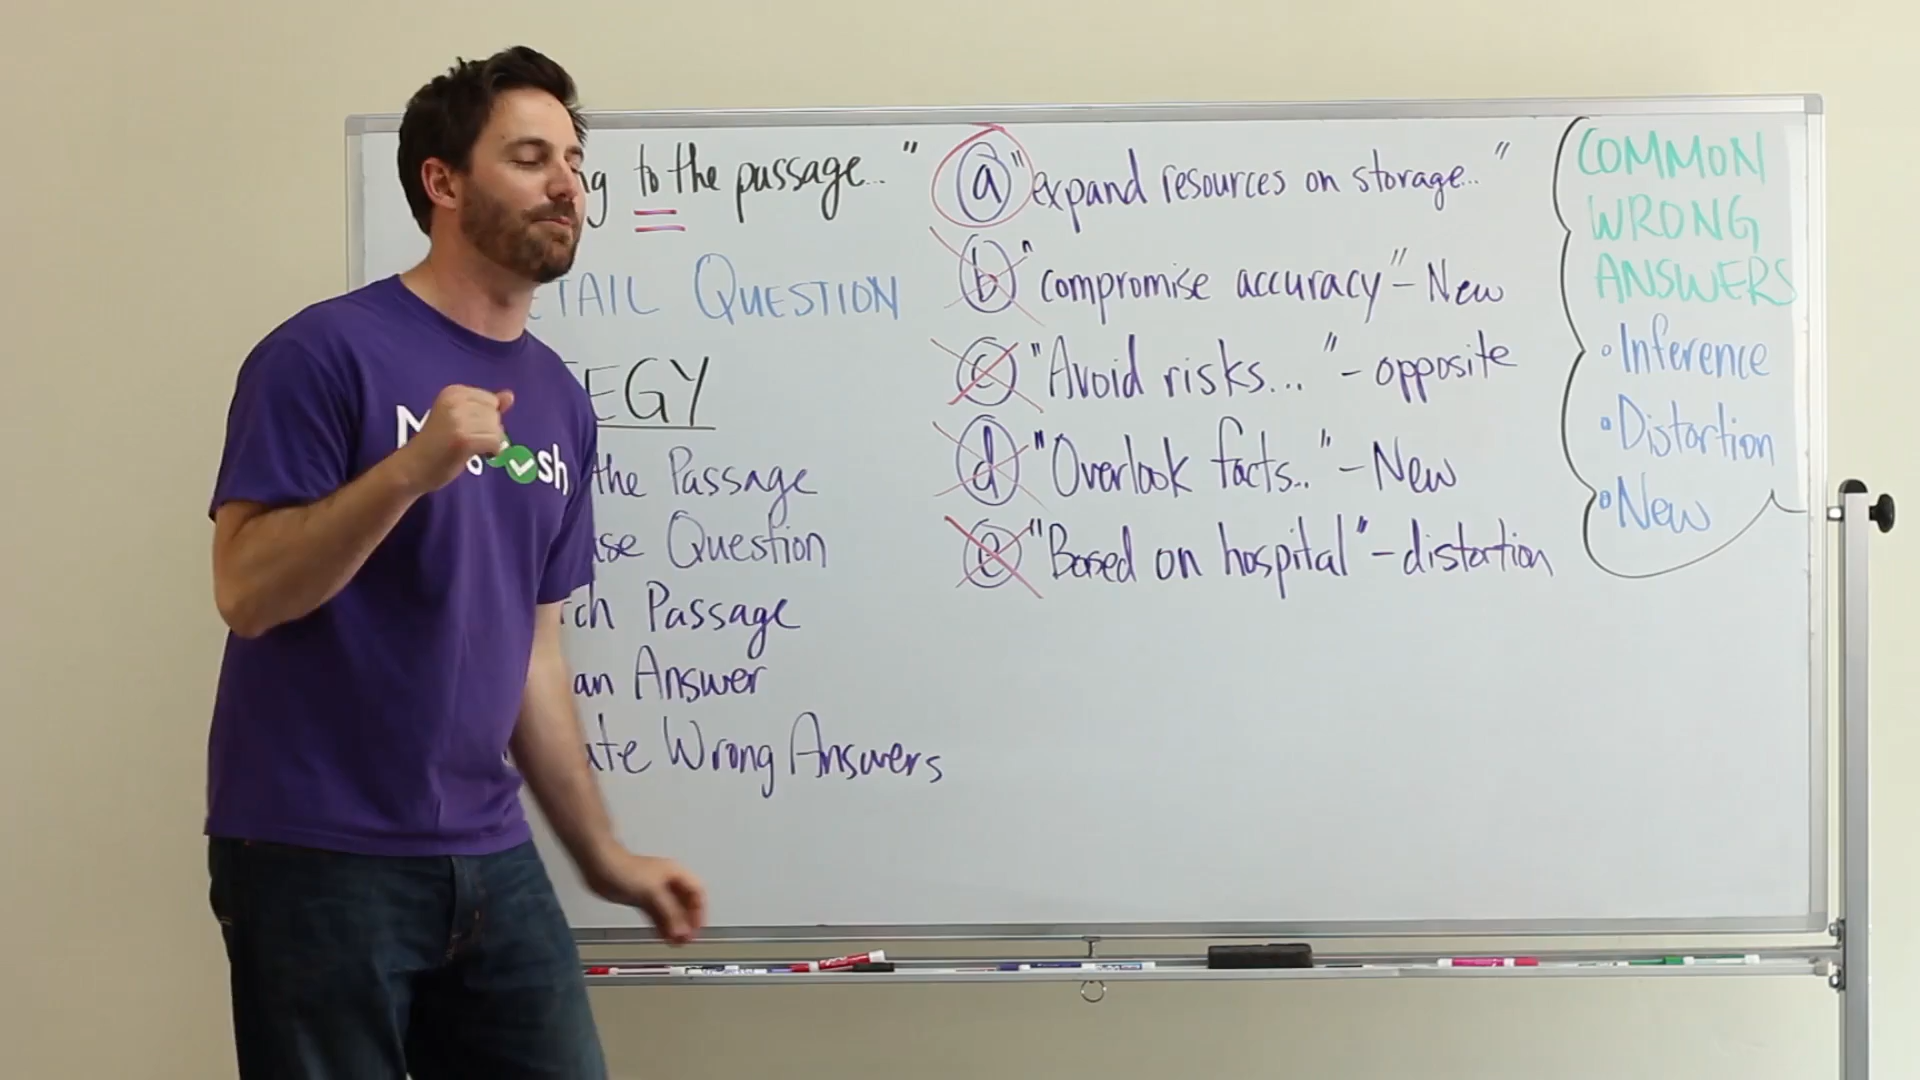 to the passage..."
QUESTION
EGY
the Passage
Question
Passage
an Answer
Wrong Answers
a "expand resources on storage..."
b "compromise accuracy" - New
c "Avoid risks..." - opposite
d "Overlook facts.." - New
e "Based on hospital" - distortion
COMMON
WRONG
ANSWERS
• Inference
• Distortion
• New
sh